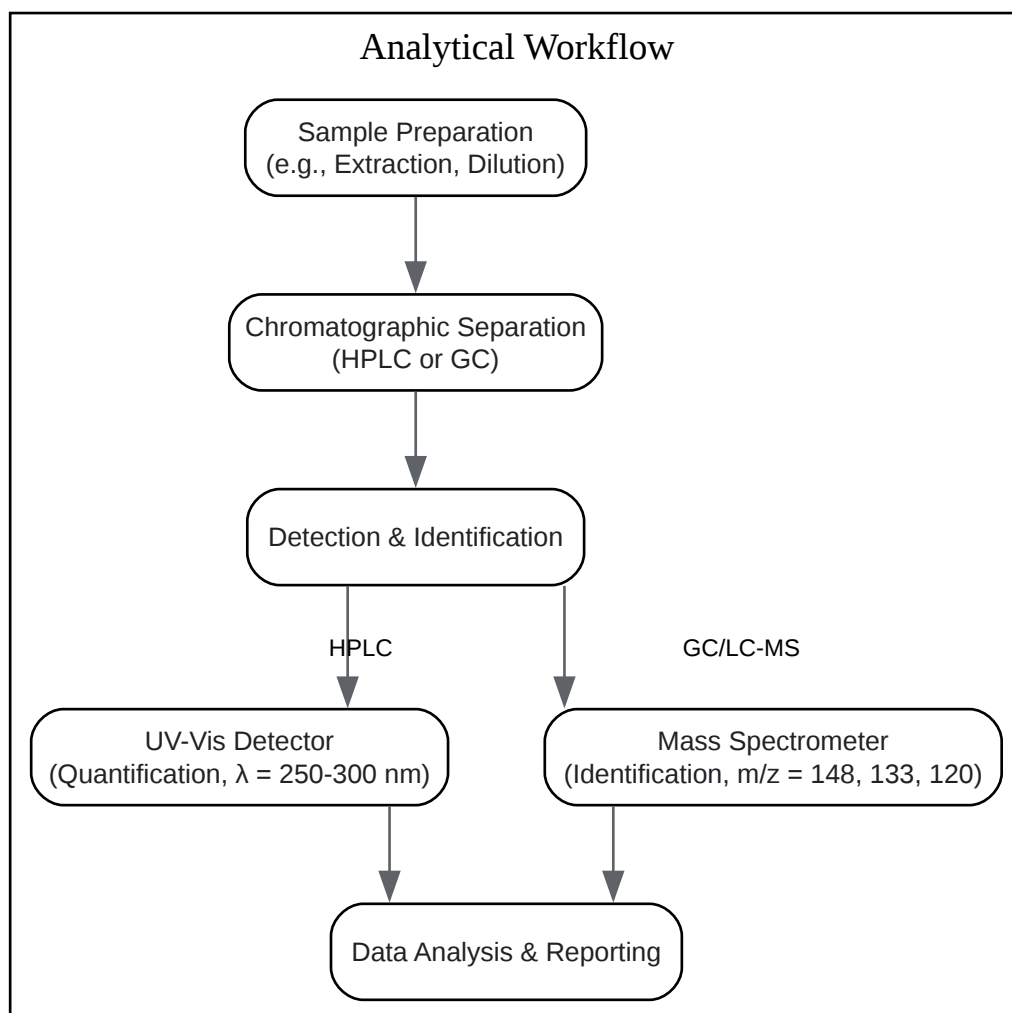 Analytical Workflow
Sample Preparation
(e.g., Extraction, Dilution)
Chromatographic Separation
(HPLC or GC)
Detection & Identification
HPLC
GC/LC-MS
UV-Vis Detector
(Quantification, λ = 250-300 nm)
Mass Spectrometer
(Identification, m/z = 148, 133, 120)
Data Analysis & Reporting